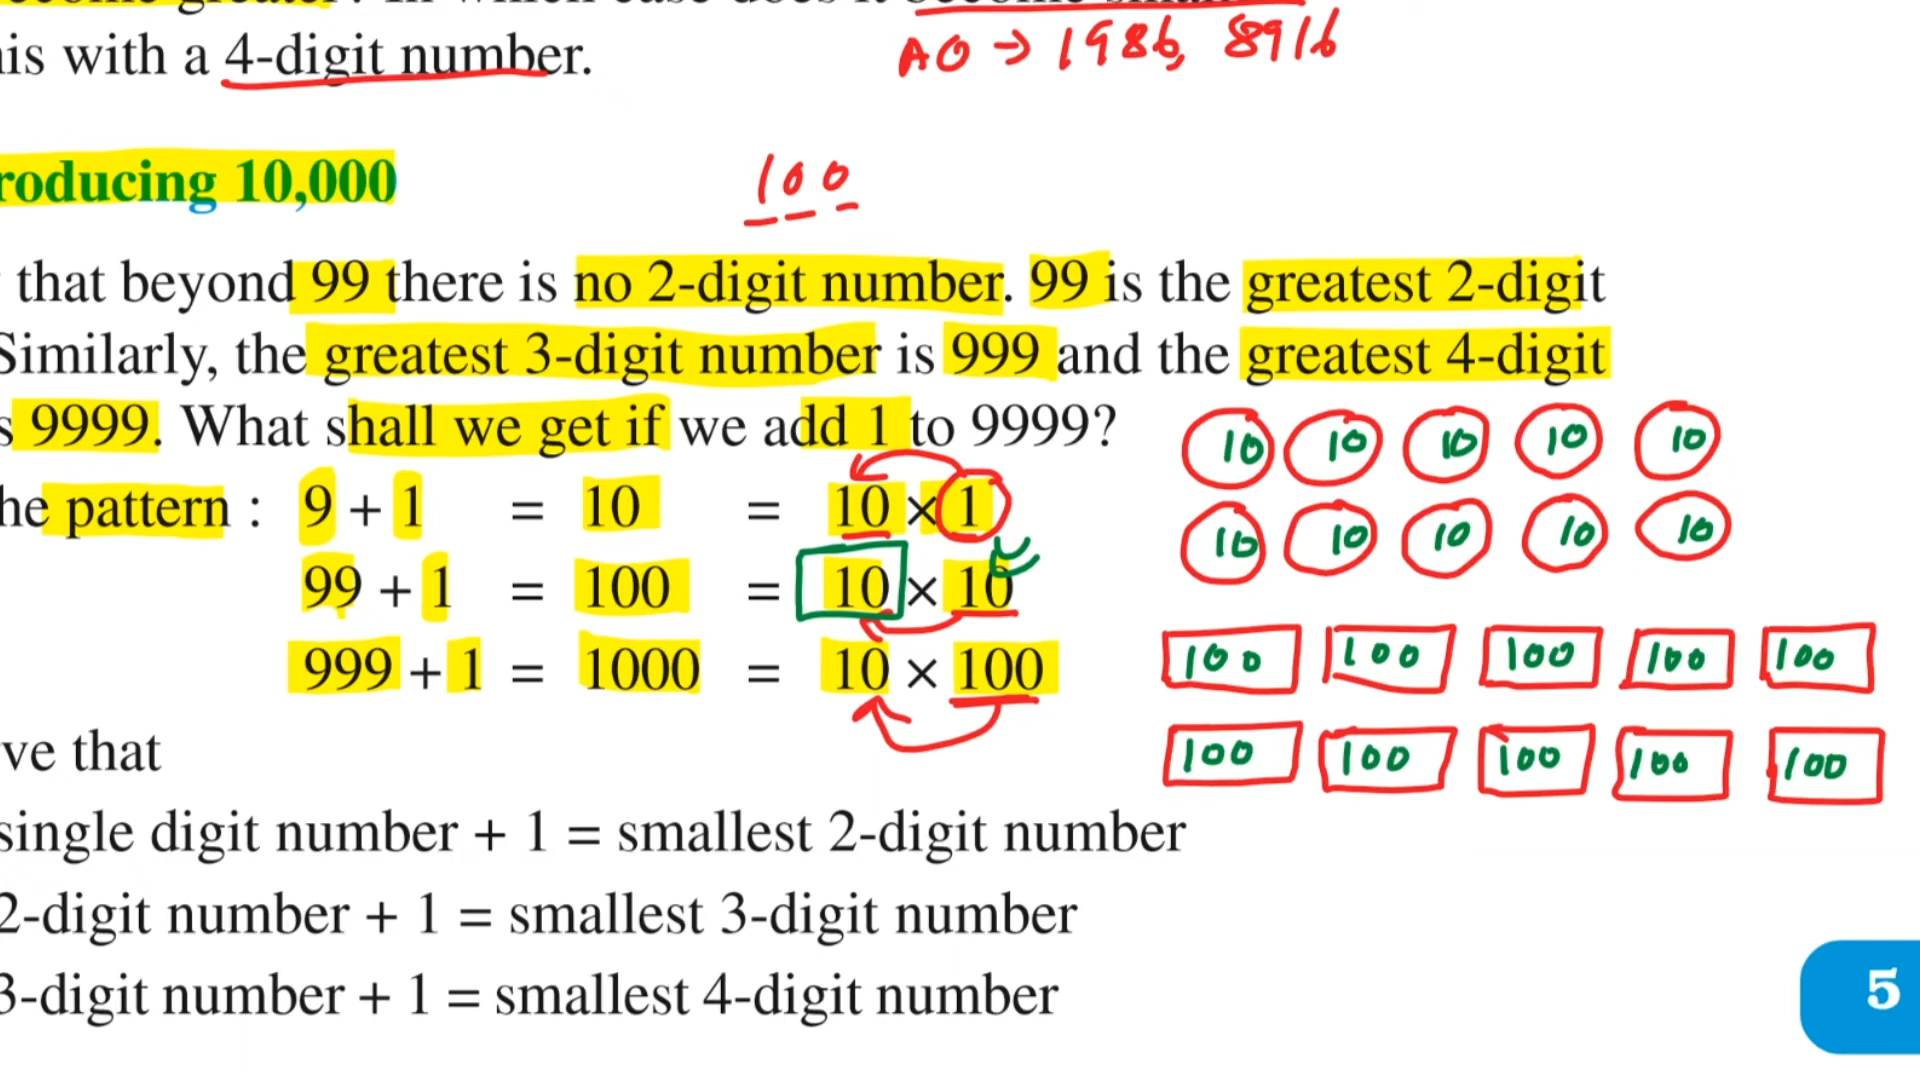 this with a 4-digit number.
AO → 1986, 8916
roducing 10,000
100
that beyond 99 there is no 2-digit number. 99 is the greatest 2-digit
Similarly, the greatest 3-digit number is 999 and the greatest 4-digit
s 9999. What shall we get if we add 1 to 9999?
10 10 10 10 10
he pattern : 9 + 1 = 10 = 10 × 1
10 10 10 10 10
99 + 1 = 100 = 10 × 10
999 + 1 = 1000 = 10 × 100
100 100 100 100 100
ve that
100 100 100 100 100
single digit number + 1 = smallest 2-digit number
2-digit number + 1 = smallest 3-digit number
3-digit number + 1 = smallest 4-digit number
5